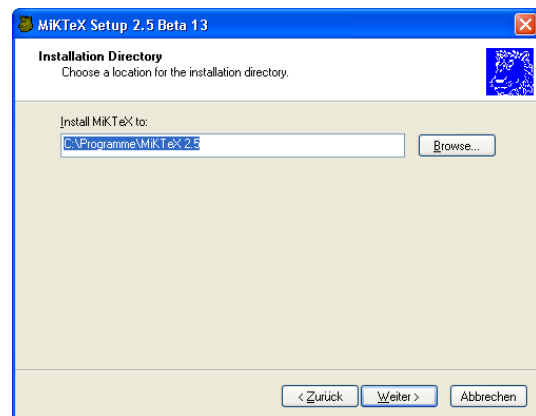 MiKTeX Setup 2.5 Beta 13
Installation Directory
Choose a location for the installation directory.
Install MiKTeX to:
C:\Programme\MiKTeX 2.5
Browse...
< Zurück
Weiter >
Abbrechen